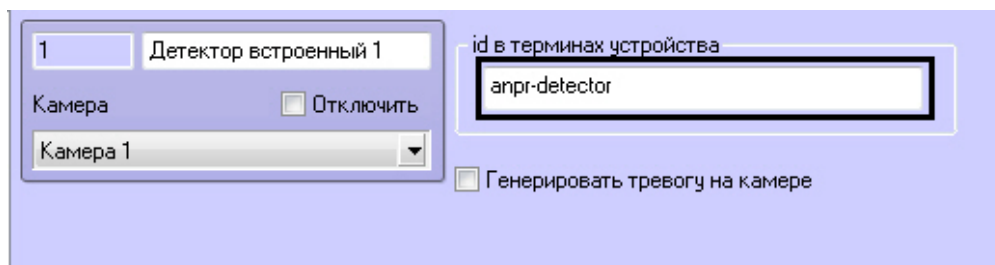 1
Детектор встроенный 1
Камера
Отключить
Камера 1
id в терминах устройства
anpr-detector
Генерировать тревогу на камере